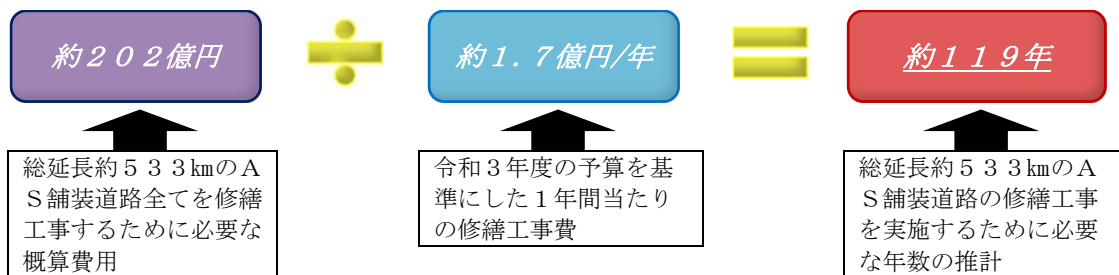 約２０２億円
÷
約１.７億円/年
=
約１１９年
総延長約５３３㎞のＡ
Ｓ舗装道路全てを修繕
工事するために必要な
概算費用
令和３年度の予算を基
準にした１年間当たり
の修繕工事費
総延長約５３３㎞のＡ
Ｓ舗装道路の修繕工事
を実施するために必要
な年数の推計